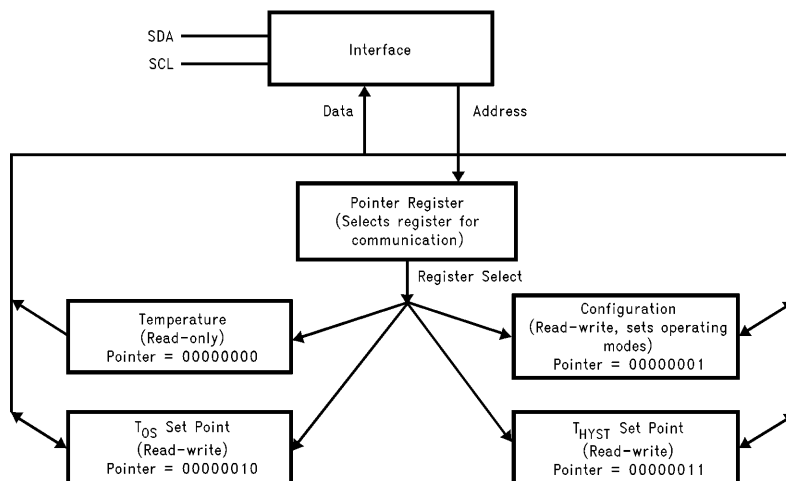 SDA
SCL
Interface
Data
Address
Pointer Register
(Selects register for
communication)
Register Select
Temperature
(Read-only)
Pointer = 00000000
Configuration
(Read-write, sets operating
modes)
Pointer = 00000001
TOS Set Point
(Read-write)
Pointer = 00000010
THYST Set Point
(Read-write)
Pointer = 00000011